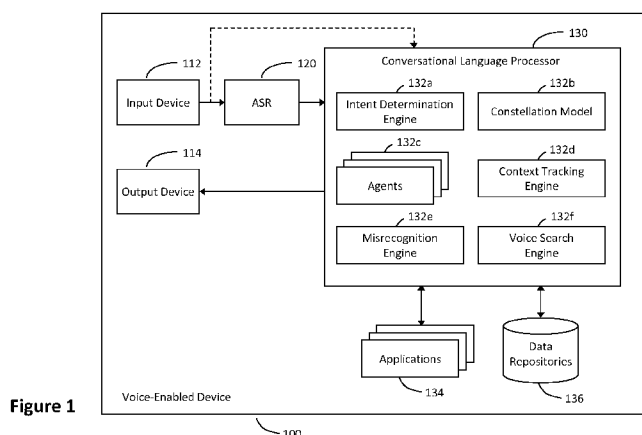 130
Conversational Language Processor
112
120
132a
132b
Input Device
ASR
Intent Determination
Engine
Constellation Model
132c
132d
114
Agents
Context Tracking
Engine
Output Device
132e
132f
Misrecognition
Engine
Voice Search
Engine
Applications
Data
Repositories
134
136
Voice-Enabled Device
Figure 1
100